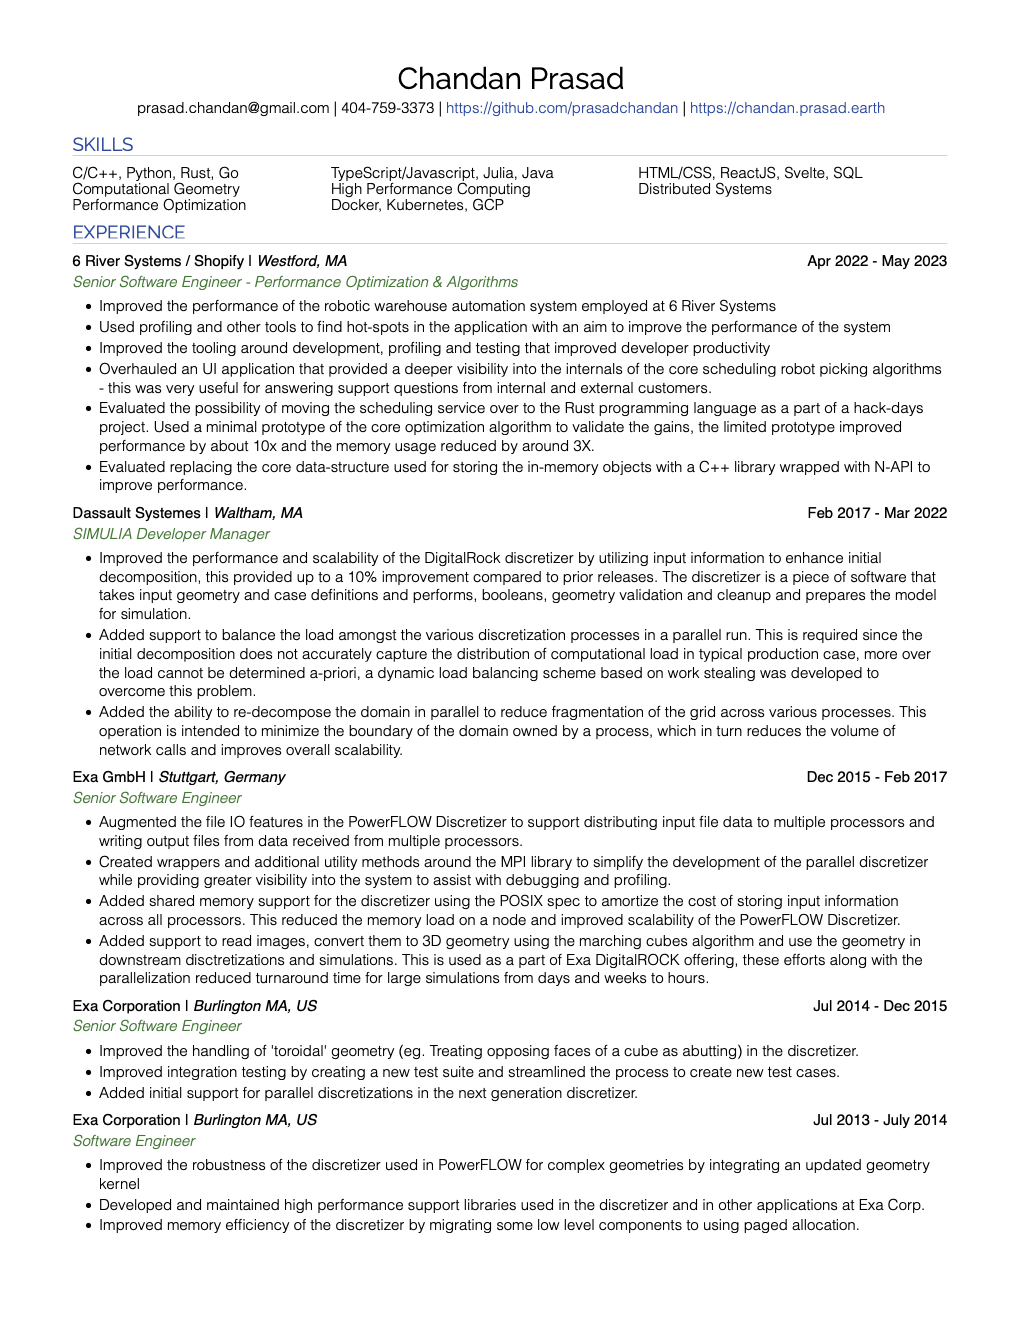 Chandan Prasad
prasad.chandan@gmail.com | 404-759-3373 | https://github.com/prasadchandan | https://chandan.prasad.earth
SKILLS
C/C++, Python, Rust, Go TypeScript/Javascript, Julia, Java HTML/CSS, ReactJS, Svelte, SQL
Computational Geometry High Performance Computing Distributed Systems
Performance Optimization Docker, Kubernetes, GCP
EXPERIENCE
6 River Systems / Shopify | Westford, MA Apr 2022 - May 2023
Senior Software Engineer - Performance Optimization & Algorithms
• Improved the performance of the robotic warehouse automation system employed at 6 River Systems
• Used profiling and other tools to find hot-spots in the application with an aim to improve the performance of the system
• Improved the tooling around development, profiling and testing that improved developer productivity
• Overhauled an UI application that provided a deeper visibility into the internals of the core scheduling robot picking algorithms
- this was very useful for answering support questions from internal and external customers.
• Evaluated the possibility of moving the scheduling service over to the Rust programming language as a part of a hack-days
project. Used a minimal prototype of the core optimization algorithm to validate the gains, the limited prototype improved
performance by about 10x and the memory usage reduced by around 3X.
• Evaluated replacing the core data-structure used for storing the in-memory objects with a C++ library wrapped with N-API to
improve performance.
Dassault Systemes | Waltham, MA Feb 2017 - Mar 2022
SIMULIA Developer Manager
• Improved the performance and scalability of the DigitalRock discretizer by utilizing input information to enhance initial
decomposition, this provided up to a 10% improvement compared to prior releases. The discretizer is a piece of software that
takes input geometry and case definitions and performs, booleans, geometry validation and cleanup and prepares the model
for simulation.
• Added support to balance the load amongst the various discretization processes in a parallel run. This is required since the
initial decomposition does not accurately capture the distribution of computational load in typical production case, more over
the load cannot be determined a-priori, a dynamic load balancing scheme based on work stealing was developed to
overcome this problem.
• Added the ability to re-decompose the domain in parallel to reduce fragmentation of the grid across various processes. This
operation is intended to minimize the boundary of the domain owned by a process, which in turn reduces the volume of
network calls and improves overall scalability.
Exa GmbH | Stuttgart, Germany Dec 2015 - Feb 2017
Senior Software Engineer
• Augmented the file IO features in the PowerFLOW Discretizer to support distributing input file data to multiple processors and
writing output files from data received from multiple processors.
• Created wrappers and additional utility methods around the MPI library to simplify the development of the parallel discretizer
while providing greater visibility into the system to assist with debugging and profiling.
• Added shared memory support for the discretizer using the POSIX spec to amortize the cost of storing input information
across all processors. This reduced the memory load on a node and improved scalability of the PowerFLOW Discretizer.
• Added support to read images, convert them to 3D geometry using the marching cubes algorithm and use the geometry in
downstream disctretizations and simulations. This is used as a part of Exa DigitalROCK offering, these efforts along with the
parallelization reduced turnaround time for large simulations from days and weeks to hours.
Exa Corporation | Burlington MA, US Jul 2014 - Dec 2015
Senior Software Engineer
• Improved the handling of 'toroidal' geometry (eg. Treating opposing faces of a cube as abutting) in the discretizer.
• Improved integration testing by creating a new test suite and streamlined the process to create new test cases.
• Added initial support for parallel discretizations in the next generation discretizer.
Exa Corporation | Burlington MA, US Jul 2013 - July 2014
Software Engineer
• Improved the robustness of the discretizer used in PowerFLOW for complex geometries by integrating an updated geometry
kernel
• Developed and maintained high performance support libraries used in the discretizer and in other applications at Exa Corp.
• Improved memory efficiency of the discretizer by migrating some low level components to using paged allocation.